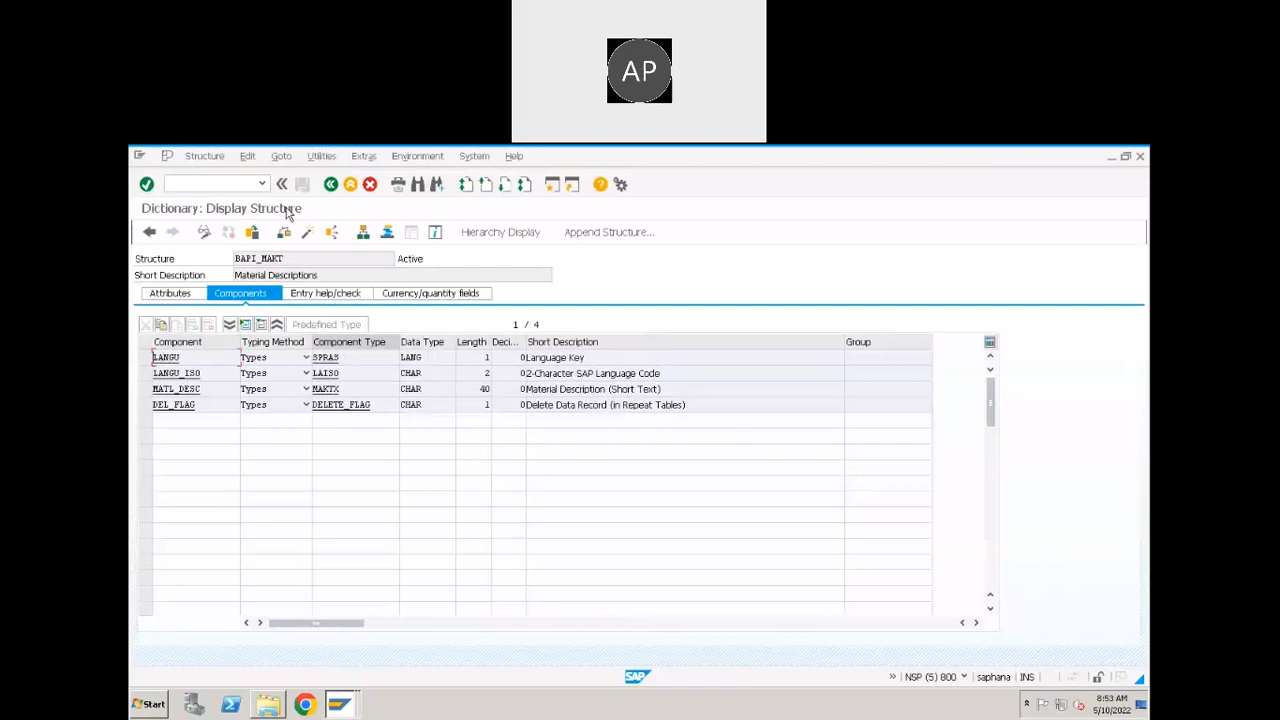 AP
Structure Edit Goto Utilities Extras Environment System Help
Dictionary: Display Structure
Hierarchy Display Append Structure...
Structure BAPI_MAKT Active
Short Description Material Descriptions
Attributes Components Entry help/check Currency/quantity fields
Predefined Type 1 / 4
Component Typing Method Component Type Data Type Length Deci... Short Description Group
LANGU Types SPRAS LANG 1 0 Language Key
LANGU_ISO Types LAISO CHAR 2 0 2-Character SAP Language Code
MATL_DESC Types MAKTX CHAR 40 0 Material Description (Short Text)
DEL_FLAG Types DELETE_FLAG CHAR 1 0 Delete Data Record (in Repeat Tables)
SAP » NSP (5) 800 saphana INS
Start 8:53 AM
5/10/2022